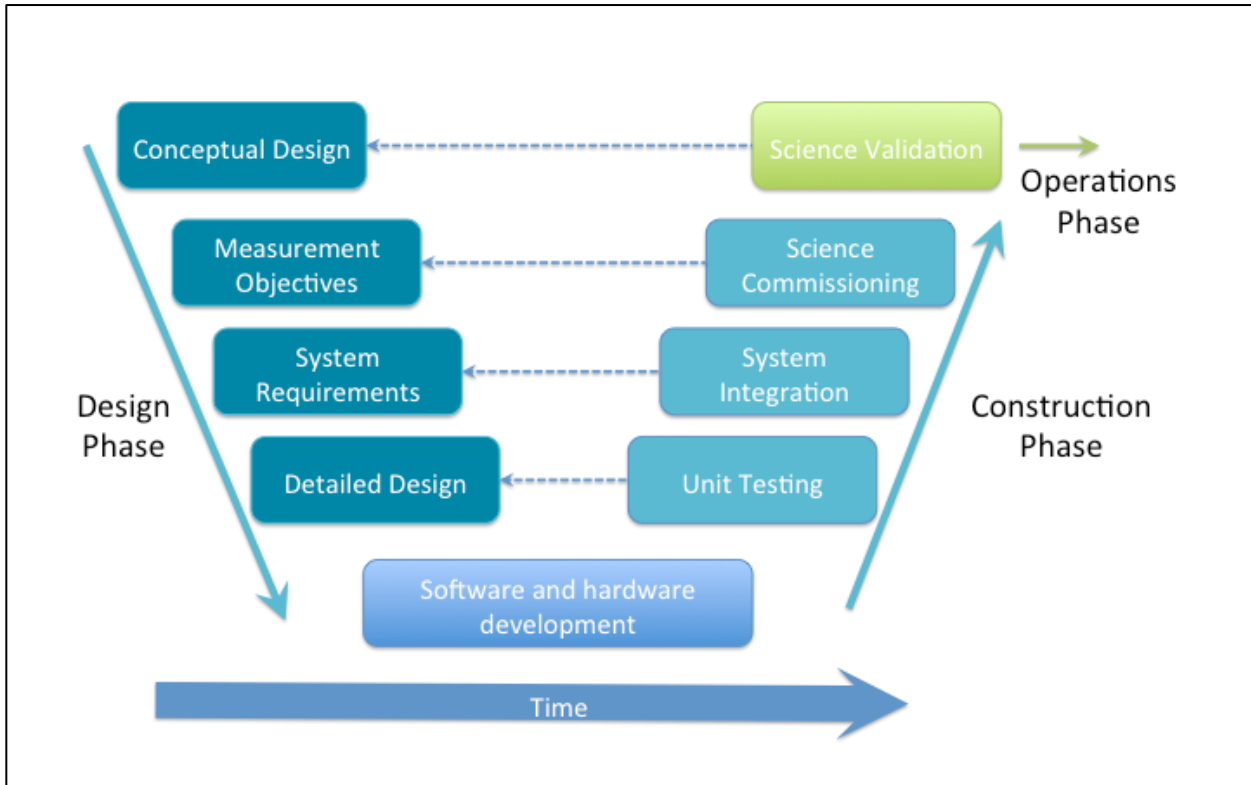 Conceptual Design
Science Validation
Operations
Phase
Measurement
Objectives
Science
Commissioning
System
Requirements
System
Integration
Design
Phase
Construction
Phase
Detailed Design
Unit Testing
Software and hardware
development
Time